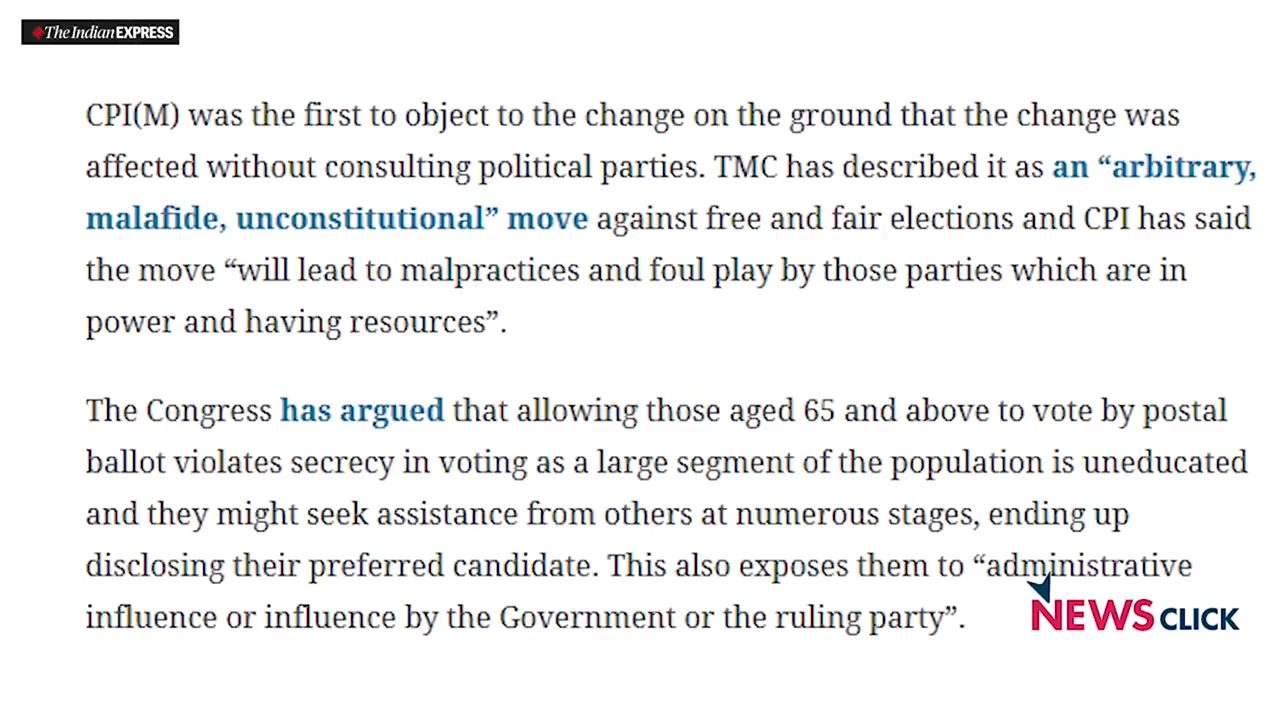 The Indian EXPRESS
CPI(M) was the first to object to the change on the ground that the change was
affected without consulting political parties. TMC has described it as an “arbitrary,
malafide, unconstitutional” move against free and fair elections and CPI has said
the move “will lead to malpractices and foul play by those parties which are in
power and having resources”.
The Congress has argued that allowing those aged 65 and above to vote by postal
ballot violates secrecy in voting as a large segment of the population is uneducated
and they might seek assistance from others at numerous stages, ending up
disclosing their preferred candidate. This also exposes them to “administrative
influence or influence by the Government or the ruling party”.
NEWS CLICK